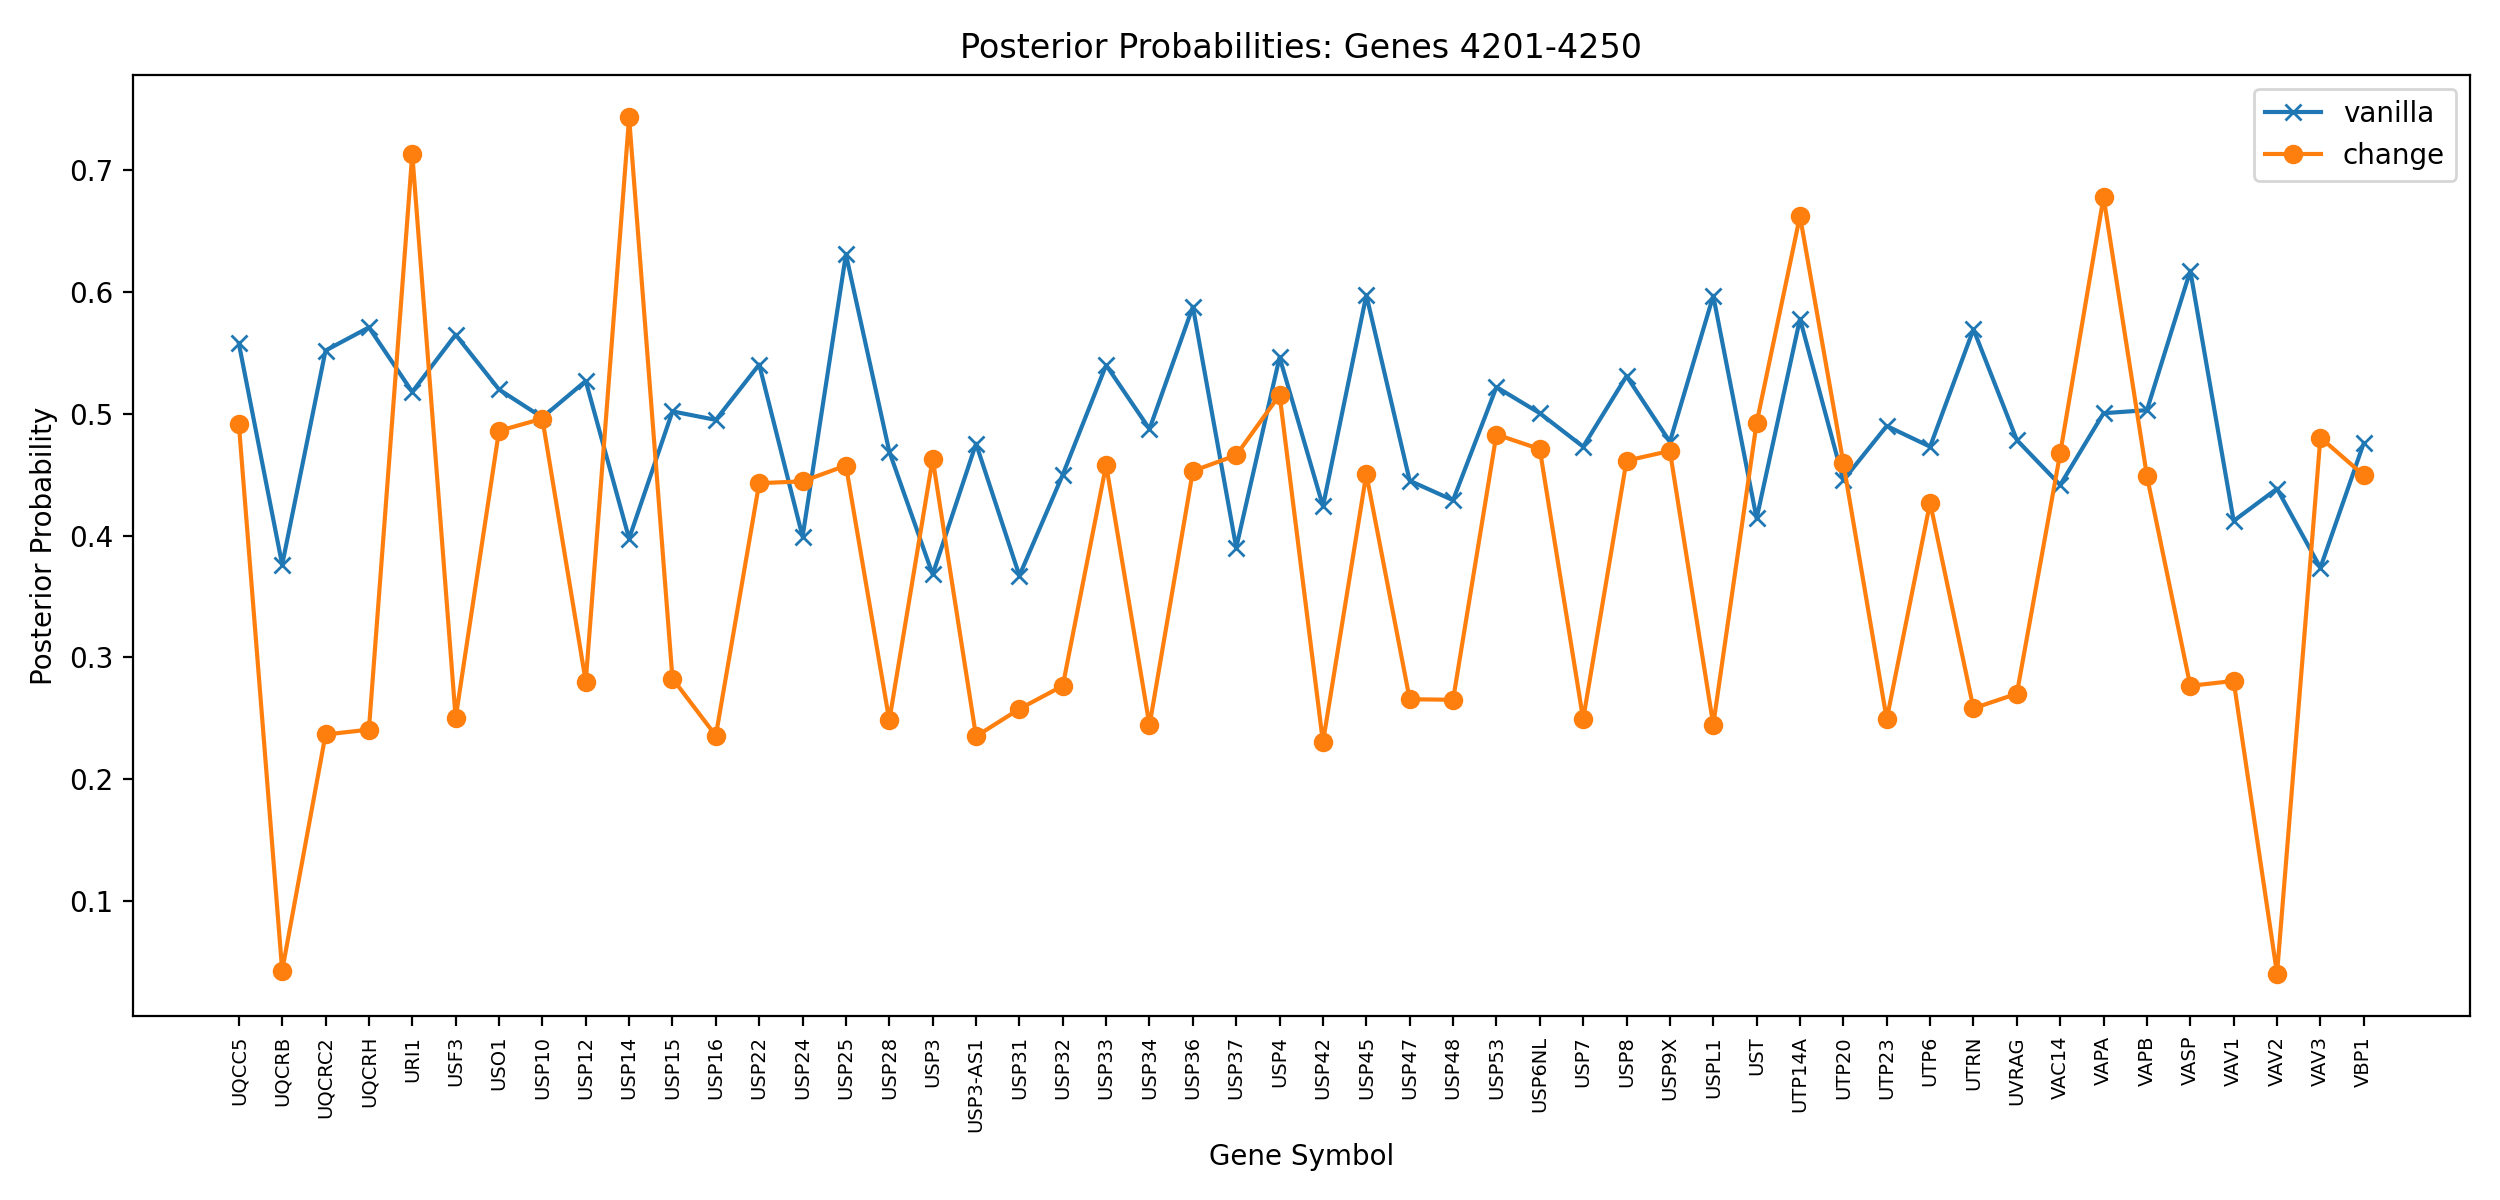 Posterior Probabilities: Genes 4201-4250
vanilla
change
Posterior Probability
0.7
0.6
0.5
0.4
0.3
0.2
0.1
UQCC5
UQCRB
UQCRC2
UQCRH
URI1
USF3
USO1
USP10
USP12
USP14
USP15
USP16
USP22
USP24
USP25
USP28
USP3
USP3-AS1
USP31
USP32
USP33
USP34
USP36
USP37
USP4
USP42
USP45
USP47
USP48
USP53
USP6NL
USP7
USP8
USP9X
USPL1
UST
UTP14A
UTP20
UTP23
UTP6
UTRN
UVRAG
VAC14
VAPA
VAPB
VASP
VAV1
VAV2
VAV3
VBP1
Gene Symbol